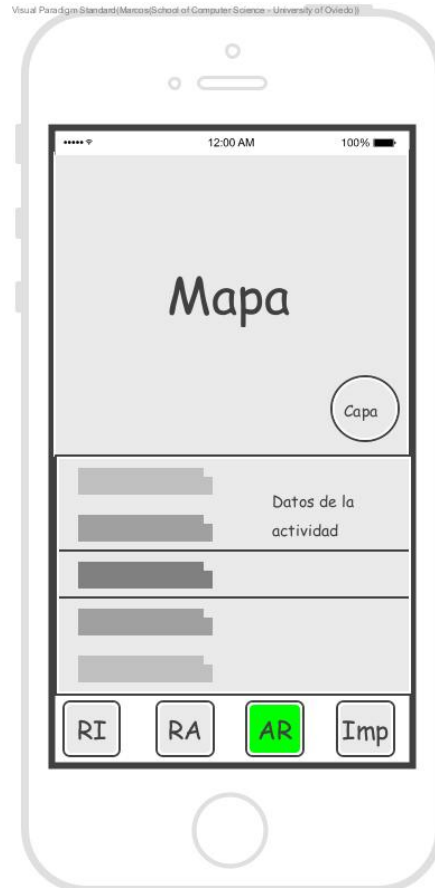 Visual Paradigm Standard(Marcos(School of Computer Science - University of Oviedo))
12:00 AM
100%
Mapa
Capa
Datos de la
actividad
RI
RA
AR
Imp